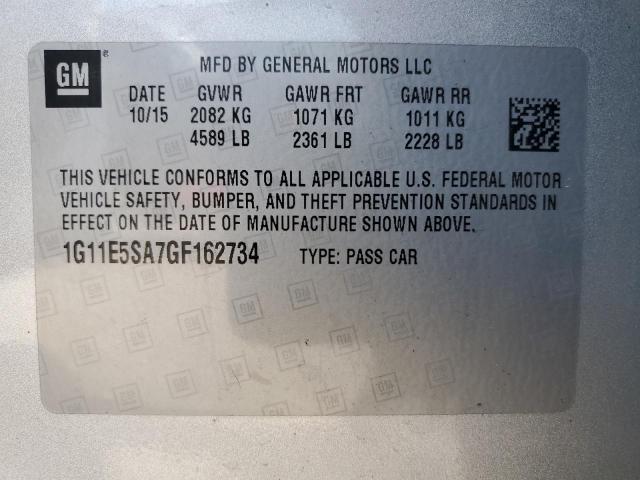 GM
MFD BY GENERAL MOTORS LLC
DATE GVWR GAWR FRT GAWR RR
10/15 2082 KG 1071 KG 1011 KG
4589 LB 2361 LB 2228 LB
THIS VEHICLE CONFORMS TO ALL APPLICABLE U.S. FEDERAL MOTOR
VEHICLE SAFETY, BUMPER, AND THEFT PREVENTION STANDARDS IN
EFFECT ON THE DATE OF MANUFACTURE SHOWN ABOVE.
1G11E5SA7GF162734 TYPE: PASS CAR